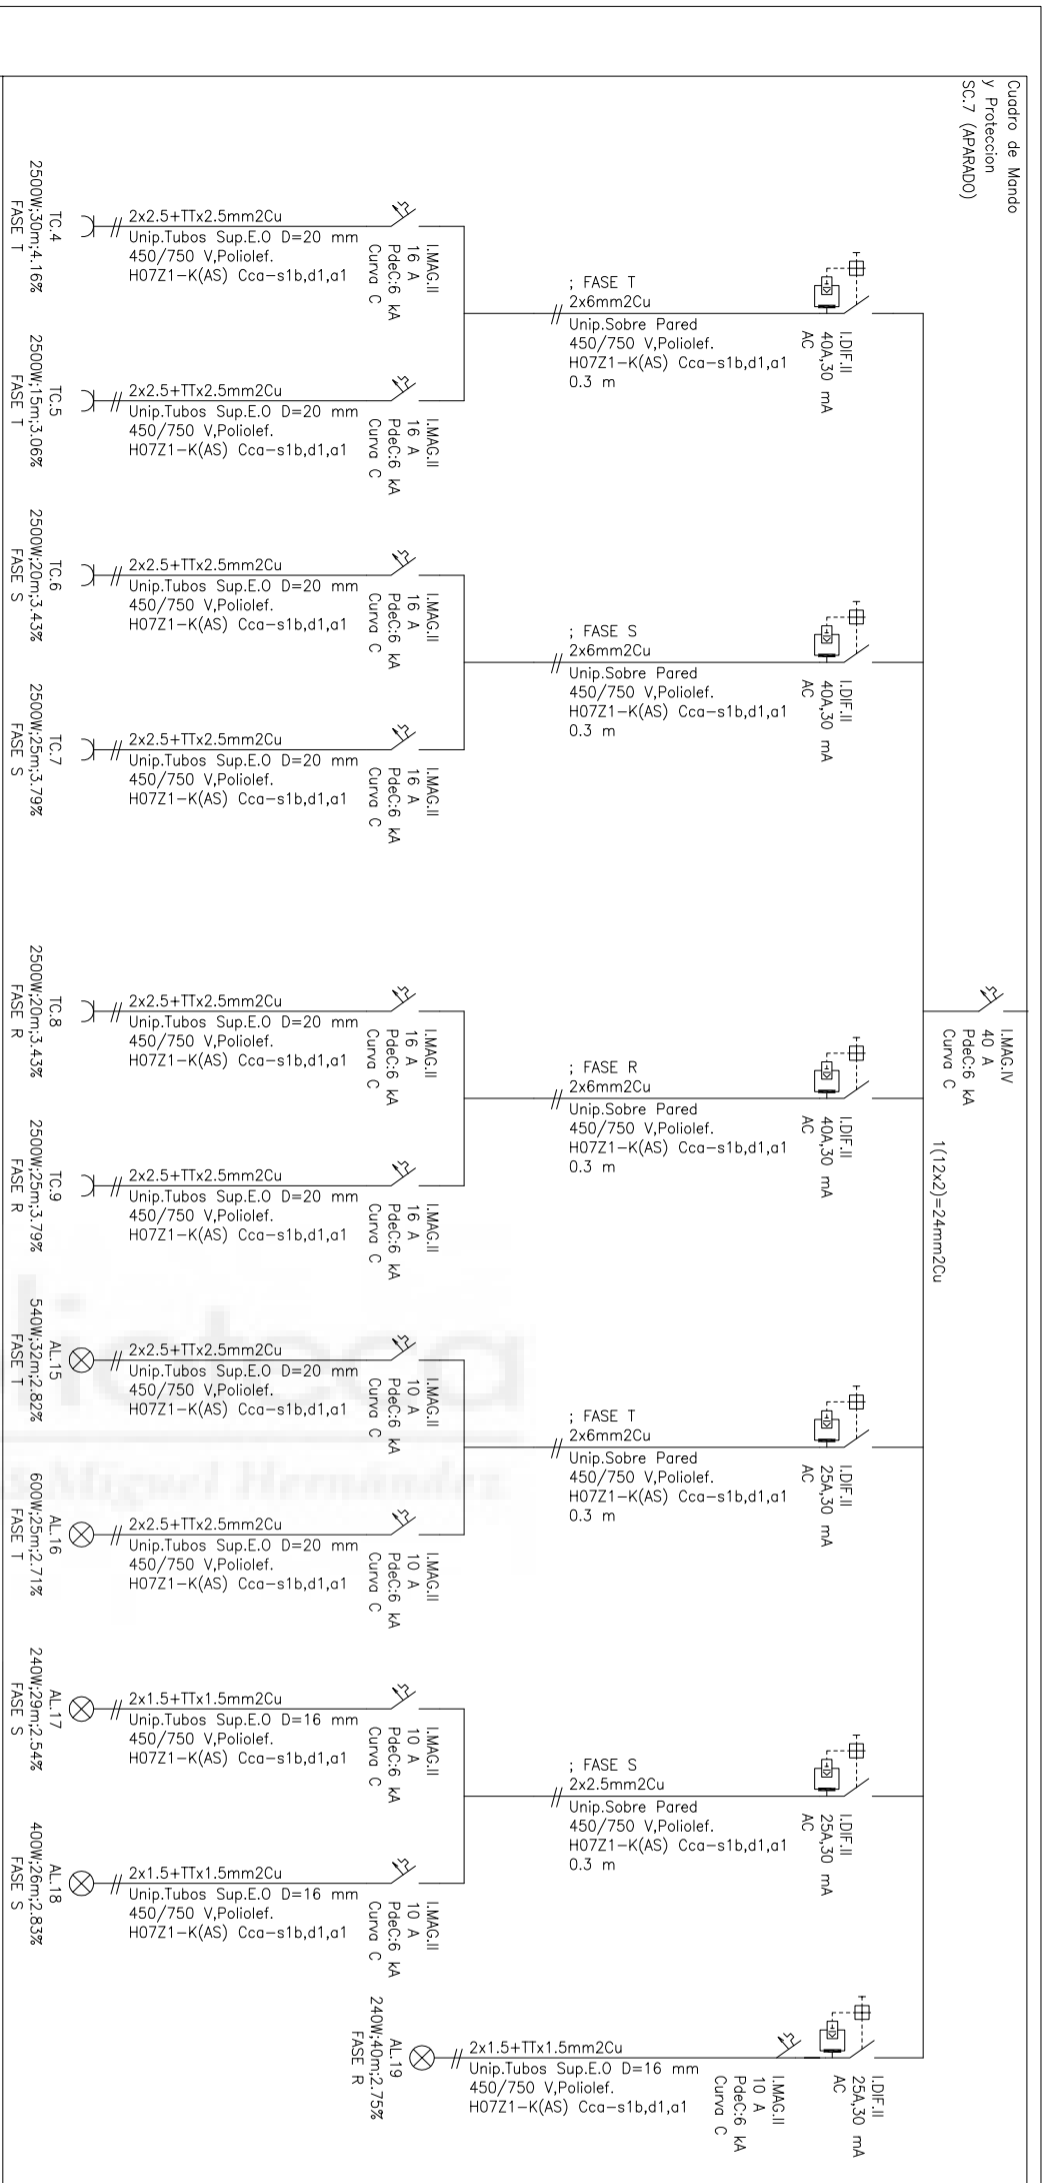 Cuadro de Mando
y Proteccion
SC.7 (APARADO)
I.MAG.IV
40 A
PdeC:6 kA
Curva C
1(12x2)=24mm2Cu
I.DIF.II
40A,30 mA
AC
; FASE T
2x6mm2Cu
Unip.Sobre Pared
450/750 V,Poliolef.
H07Z1-K(AS) Cca-s1b,d1,a1
0.3 m
I.MAG.II
16 A
PdeC:6 kA
Curva C
2x2.5+TTx2.5mm2Cu
Unip.Tubos Sup.E.O D=20 mm
450/750 V,Poliolef.
H07Z1-K(AS) Cca-s1b,d1,a1
TC.4
2500W;30m;4.16%
FASE T
I.MAG.II
16 A
PdeC:6 kA
Curva C
2x2.5+TTx2.5mm2Cu
Unip.Tubos Sup.E.O D=20 mm
450/750 V,Poliolef.
H07Z1-K(AS) Cca-s1b,d1,a1
TC.5
2500W;15m;3.06%
FASE T
I.DIF.II
40A,30 mA
AC
; FASE S
2x6mm2Cu
Unip.Sobre Pared
450/750 V,Poliolef.
H07Z1-K(AS) Cca-s1b,d1,a1
0.3 m
I.MAG.II
16 A
PdeC:6 kA
Curva C
2x2.5+TTx2.5mm2Cu
Unip.Tubos Sup.E.O D=20 mm
450/750 V,Poliolef.
H07Z1-K(AS) Cca-s1b,d1,a1
TC.6
2500W;20m;3.43%
FASE S
I.MAG.II
16 A
PdeC:6 kA
Curva C
2x2.5+TTx2.5mm2Cu
Unip.Tubos Sup.E.O D=20 mm
450/750 V,Poliolef.
H07Z1-K(AS) Cca-s1b,d1,a1
TC.7
2500W;25m;3.79%
FASE S
I.DIF.II
40A,30 mA
AC
; FASE R
2x6mm2Cu
Unip.Sobre Pared
450/750 V,Poliolef.
H07Z1-K(AS) Cca-s1b,d1,a1
0.3 m
I.MAG.II
16 A
PdeC:6 kA
Curva C
2x2.5+TTx2.5mm2Cu
Unip.Tubos Sup.E.O D=20 mm
450/750 V,Poliolef.
H07Z1-K(AS) Cca-s1b,d1,a1
TC.8
2500W;20m;3.43%
FASE R
I.MAG.II
16 A
PdeC:6 kA
Curva C
2x2.5+TTx2.5mm2Cu
Unip.Tubos Sup.E.O D=20 mm
450/750 V,Poliolef.
H07Z1-K(AS) Cca-s1b,d1,a1
TC.9
2500W;25m;3.79%
FASE R
I.DIF.II
25A,30 mA
AC
; FASE T
2x6mm2Cu
Unip.Sobre Pared
450/750 V,Poliolef.
H07Z1-K(AS) Cca-s1b,d1,a1
0.3 m
I.MAG.II
10 A
PdeC:6 kA
Curva C
2x2.5+TTx2.5mm2Cu
Unip.Tubos Sup.E.O D=20 mm
450/750 V,Poliolef.
H07Z1-K(AS) Cca-s1b,d1,a1
AL.15
540W;32m;2.82%
FASE T
I.MAG.II
10 A
PdeC:6 kA
Curva C
2x2.5+TTx2.5mm2Cu
Unip.Tubos Sup.E.O D=20 mm
450/750 V,Poliolef.
H07Z1-K(AS) Cca-s1b,d1,a1
AL.16
600W;25m;2.71%
FASE T
I.DIF.II
25A,30 mA
AC
; FASE S
2x2.5mm2Cu
Unip.Sobre Pared
450/750 V,Poliolef.
H07Z1-K(AS) Cca-s1b,d1,a1
0.3 m
I.MAG.II
10 A
PdeC:6 kA
Curva C
2x1.5+TTx1.5mm2Cu
Unip.Tubos Sup.E.O D=16 mm
450/750 V,Poliolef.
H07Z1-K(AS) Cca-s1b,d1,a1
AL.17
240W;29m;2.54%
FASE S
I.MAG.II
10 A
PdeC:6 kA
Curva C
2x1.5+TTx1.5mm2Cu
Unip.Tubos Sup.E.O D=16 mm
450/750 V,Poliolef.
H07Z1-K(AS) Cca-s1b,d1,a1
AL.18
400W;26m;2.83%
FASE S
I.DIF.II
25A,30 mA
AC
I.MAG.II
10 A
PdeC:6 kA
Curva C
2x1.5+TTx1.5mm2Cu
Unip.Tubos Sup.E.O D=16 mm
450/750 V,Poliolef.
H07Z1-K(AS) Cca-s1b,d1,a1
AL.19
240W;40m;2.75%
FASE R
lioteca
Miguel Hernández